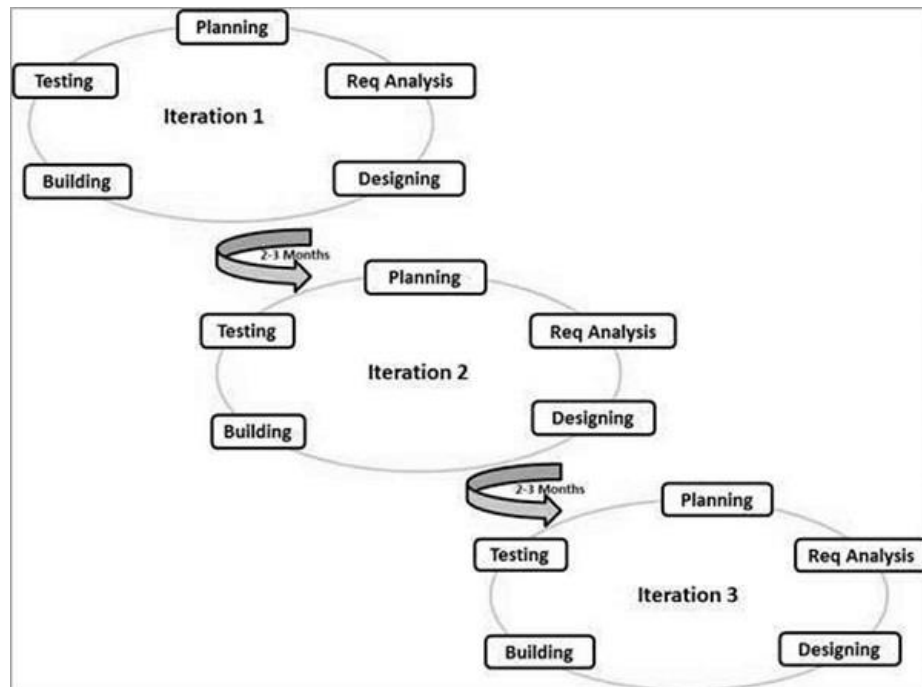 Planning
Testing
Req Analysis
Iteration 1
Building
Designing
2-3 Months
Planning
Testing
Req Analysis
Iteration 2
Building
Designing
2-3 Months
Planning
Testing
Req Analysis
Iteration 3
Building
Designing